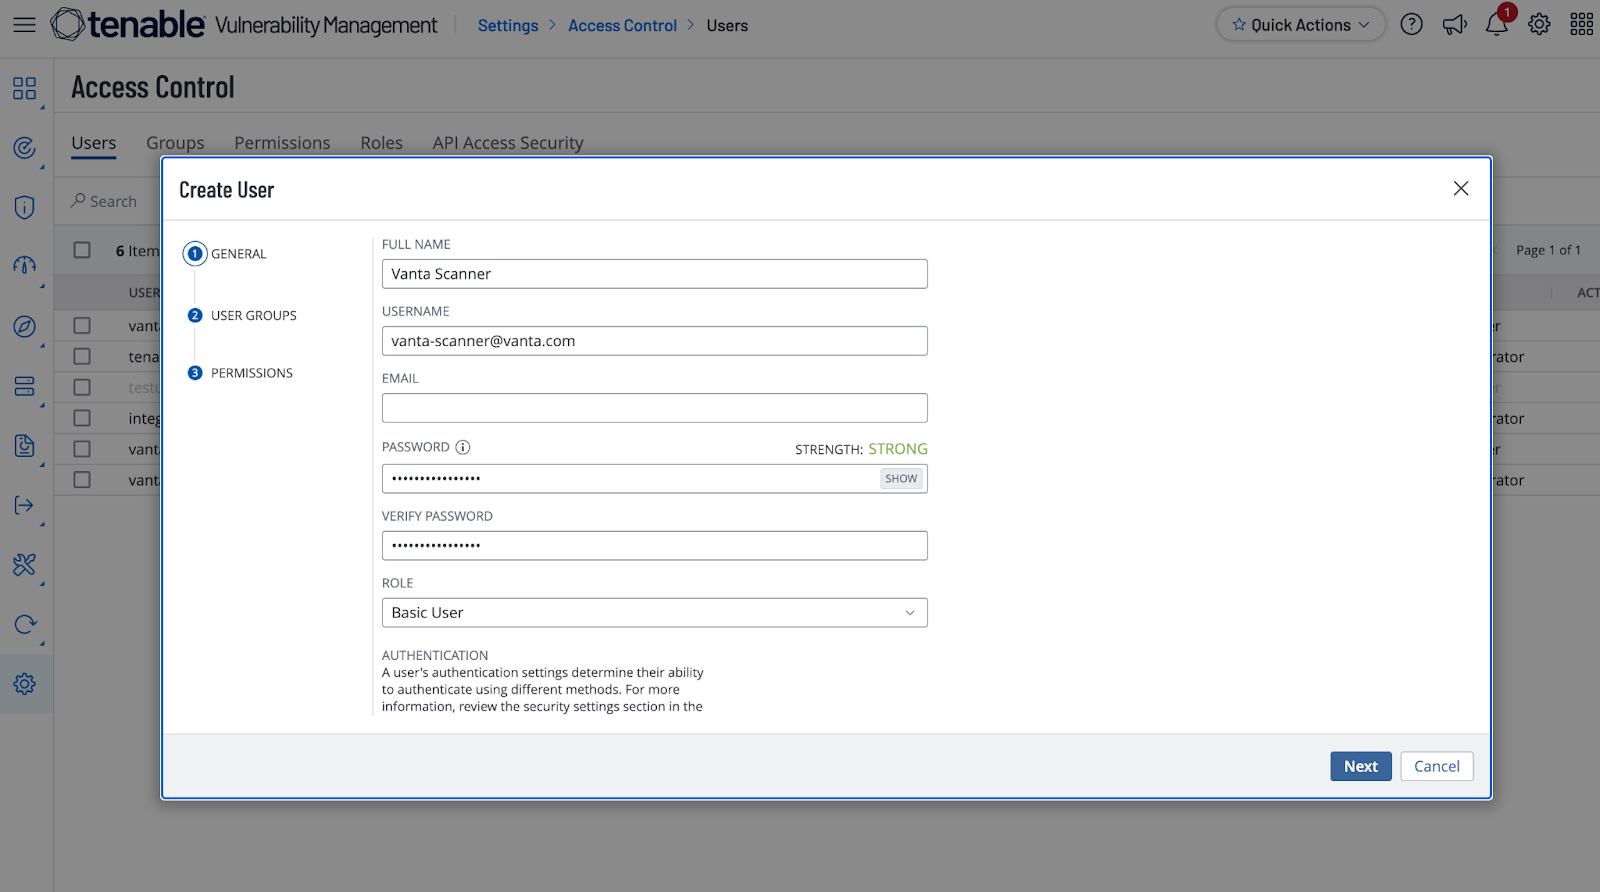 tenable Vulnerability Management Settings > Access Control > Users Quick Actions 1
Access Control
Users Groups Permissions Roles API Access Security
Search
Create User
6 Item Page 1 of 1
1 GENERAL
2 USER GROUPS
3 PERMISSIONS
FULL NAME
Vanta Scanner
USERNAME
vanta-scanner@vanta.com
EMAIL
PASSWORD STRENGTH: STRONG
•••••••••••••••• SHOW
VERIFY PASSWORD
••••••••••••••••
ROLE
Basic User
AUTHENTICATION
A user's authentication settings determine their ability
to authenticate using different methods. For more
information, review the security settings section in the
Next Cancel
USER ACT
vant er
tena rator
testu
integ rator
vant r
vant rator